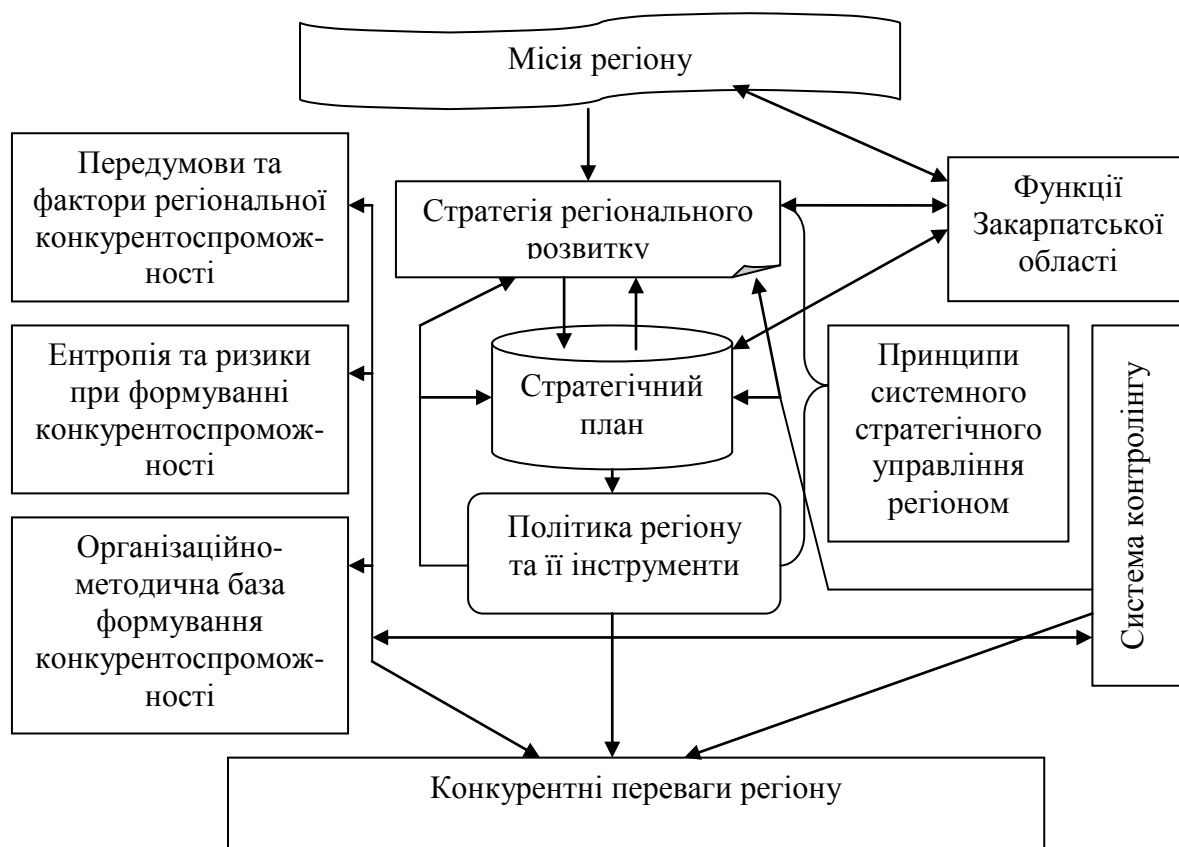 Місія регіону
Передумови та
фактори регіональної
конкурентоспромож-
ності
Стратегія регіонального
розвитку
Функції
Закарпатської
області
Ентропія та ризики
при формуванні
конкурентоспромож-
ності
Стратегічний
план
Принципи
системного
стратегічного
управління
регіоном
Система контролінгу
Організаційно-
методична база
формування
конкурентоспромож-
ності
Політика регіону
та її інструменти
Конкурентні переваги регіону